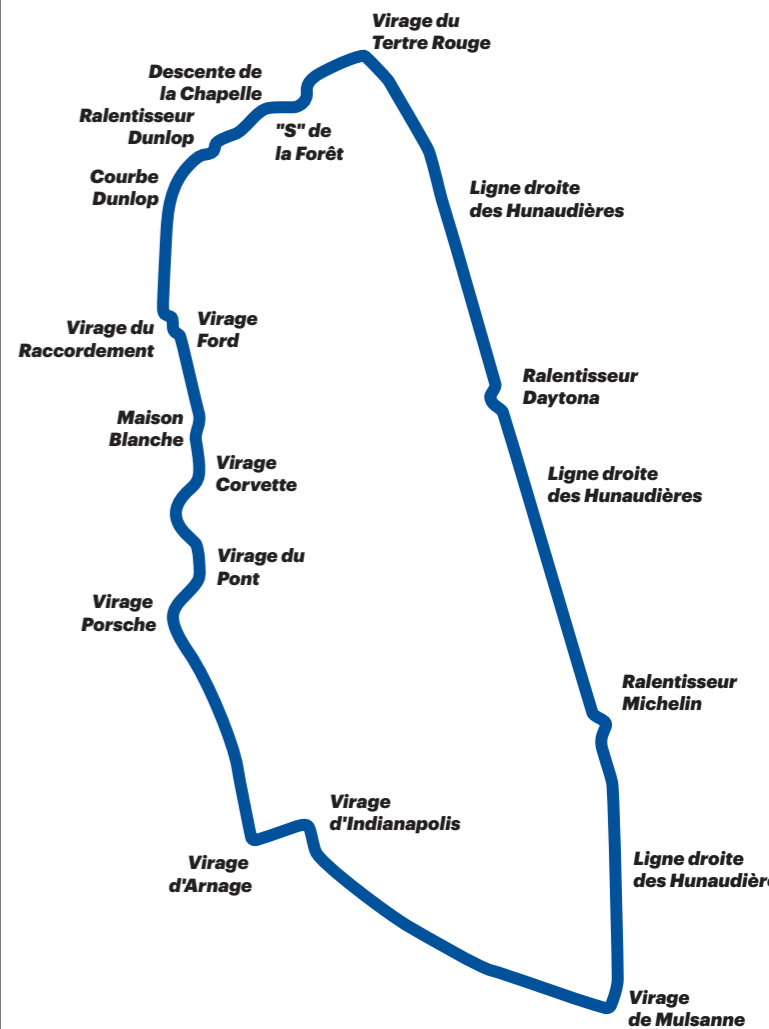 Virage du
Tertre Rouge
Descente de
la Chapelle
Ralentisseur
Dunlop
"S" de
la Forêt
Courbe
Dunlop
Ligne droite
des Hunaudières
Virage du
Raccordement
Virage
Ford
Ralentisseur
Daytona
Maison
Blanche
Virage
Corvette
Ligne droite
des Hunaudières
Virage du
Pont
Virage
Porsche
Ralentisseur
Michelin
Virage
d'Indianapolis
Virage
d'Arnage
Ligne droite
des Hunaudière
Virage
de Mulsanne